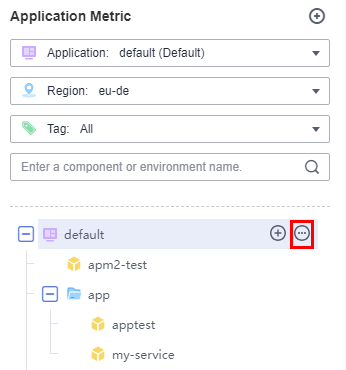 Application Metric
Application: default (Default)
Region: eu-de
Tag: All
Enter a component or environment name.
default
apm2-test
app
apptest
my-service